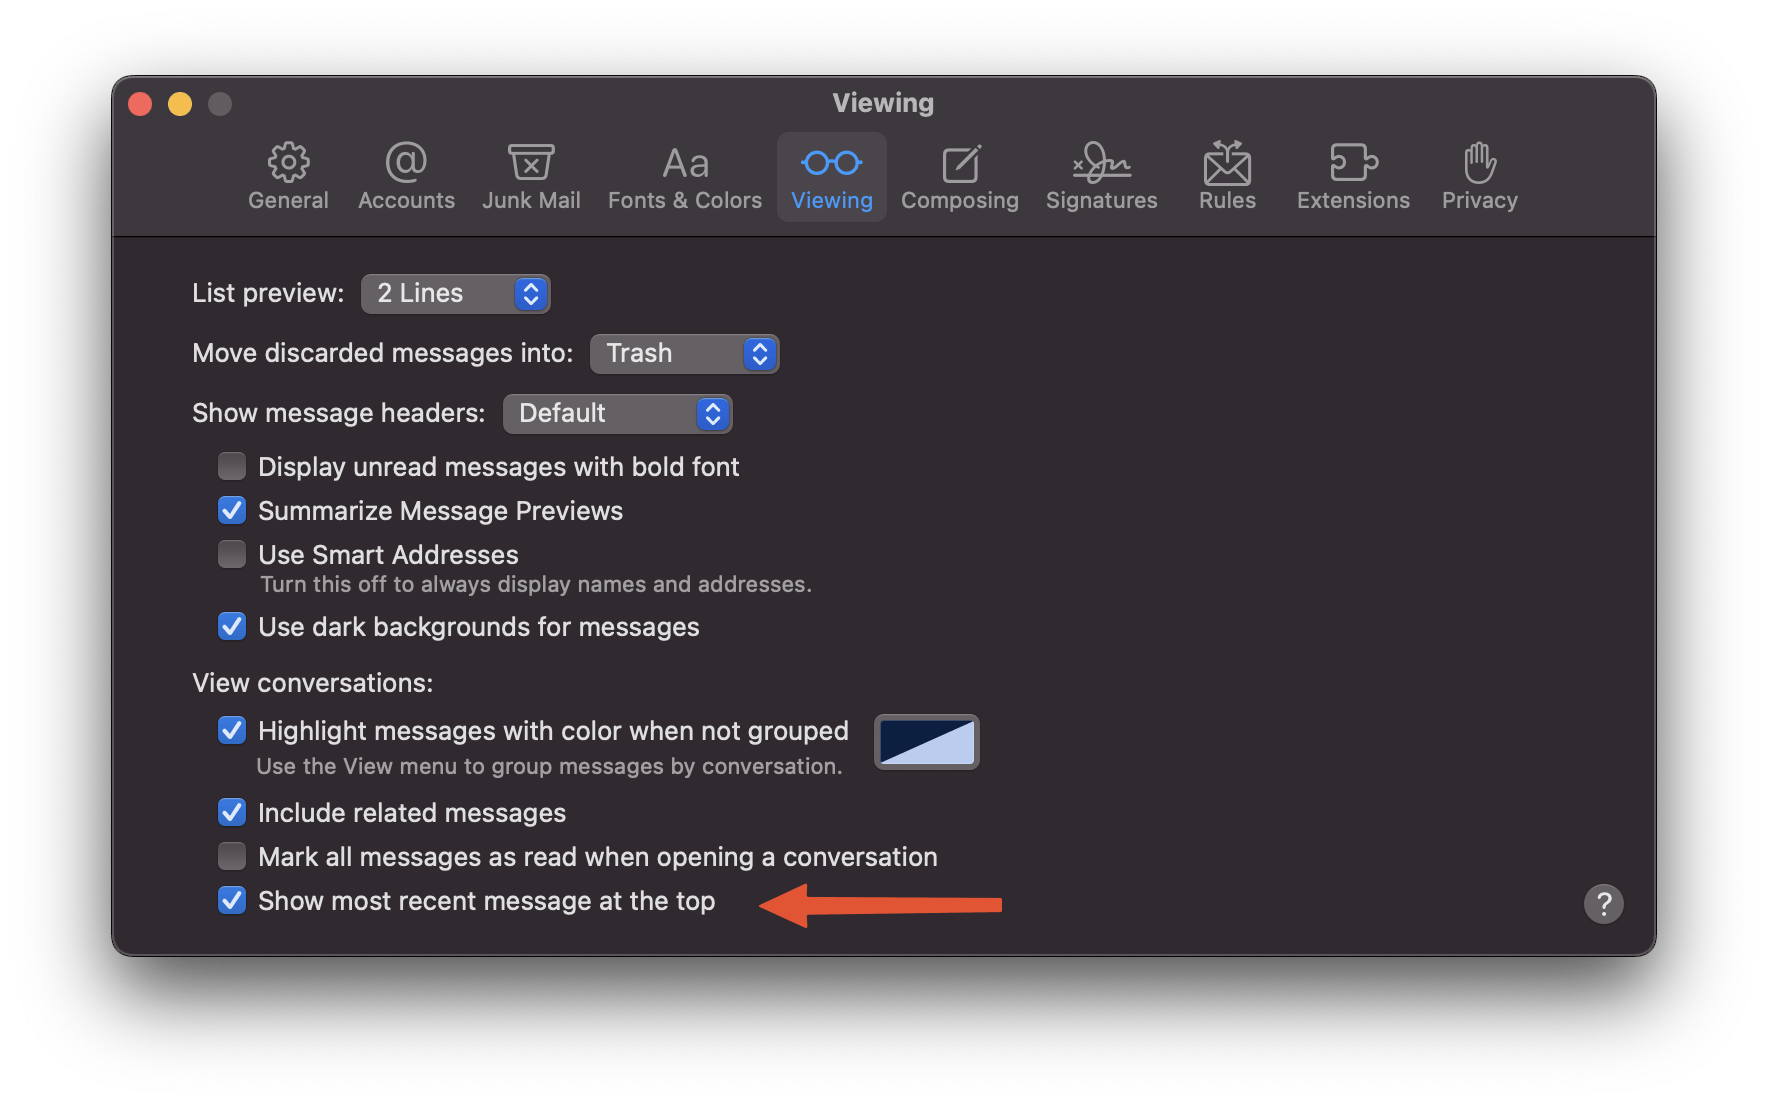 Viewing
General Accounts Junk Mail Fonts & Colors Viewing Composing Signatures Rules Extensions Privacy
List preview: 2 Lines
Move discarded messages into: Trash
Show message headers: Default
Display unread messages with bold font
Summarize Message Previews
Use Smart Addresses
Turn this off to always display names and addresses.
Use dark backgrounds for messages
View conversations:
Highlight messages with color when not grouped
Use the View menu to group messages by conversation.
Include related messages
Mark all messages as read when opening a conversation
Show most recent message at the top
?